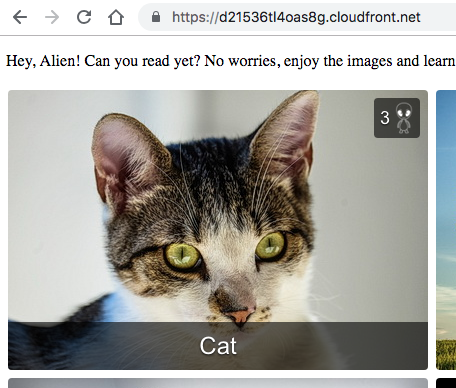 https://d21536tl4oas8g.cloudfront.net
Hey, Alien! Can you read yet? No worries, enjoy the images and learn
3
Cat